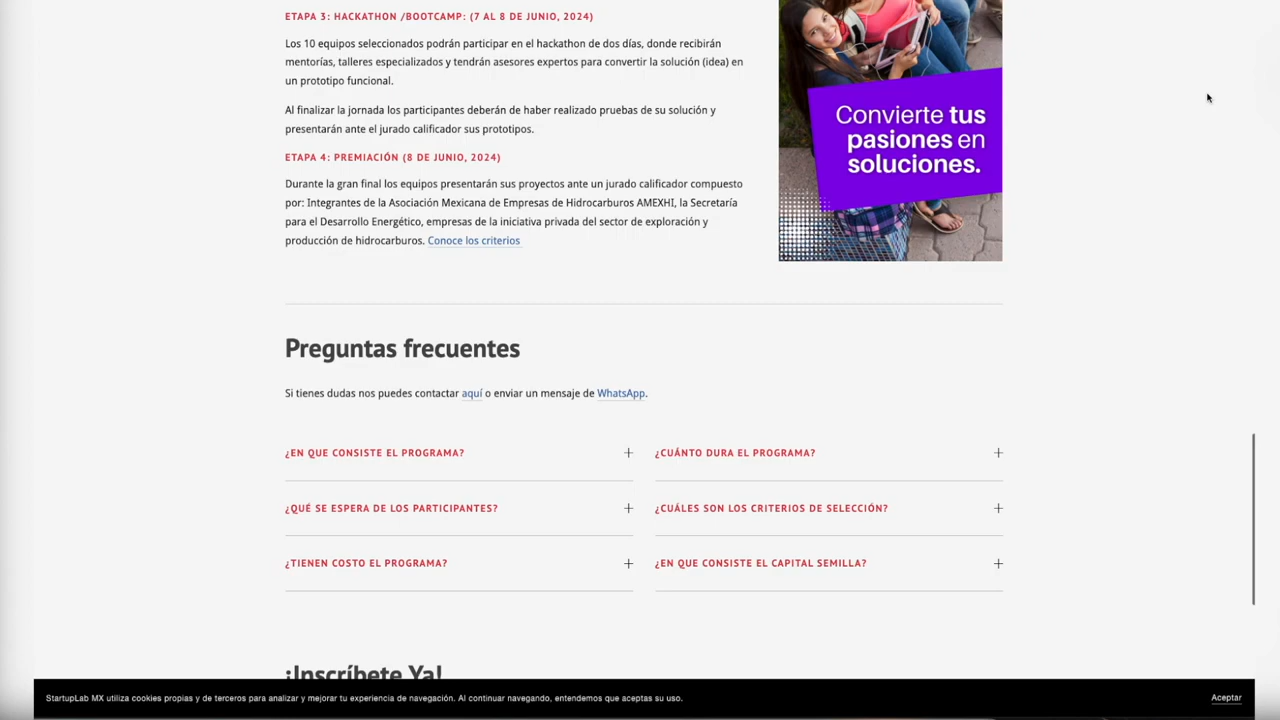 ETAPA 3: HACKATHON /BOOTCAMP: (7 AL 8 DE JUNIO, 2024)
Los 10 equipos seleccionados podrán participar en el hackathon de dos días, donde recibirán
mentorías, talleres especializados y tendrán asesores expertos para convertir la solución (idea) en
un prototipo funcional.
Al finalizar la jornada los participantes deberán de haber realizado pruebas de su solución y
presentarán ante el jurado calificador sus prototipos.
ETAPA 4: PREMIACIÓN (8 DE JUNIO, 2024)
Durante la gran final los equipos presentarán sus proyectos ante un jurado calificador compuesto
por: Integrantes de la Asociación Mexicana de Empresas de Hidrocarburos AMEXHI, la Secretaría
para el Desarrollo Energético, empresas de la iniciativa privada del sector de exploración y
producción de hidrocarburos. Conoce los criterios
Convierte tus
pasiones en
soluciones.
Preguntas frecuentes
Si tienes dudas nos puedes contactar aquí o enviar un mensaje de WhatsApp.
¿EN QUE CONSISTE EL PROGRAMA?
¿CUÁNTO DURA EL PROGRAMA?
¿QUÉ SE ESPERA DE LOS PARTICIPANTES?
¿CUÁLES SON LOS CRITERIOS DE SELECCIÓN?
¿TIENEN COSTO EL PROGRAMA?
¿EN QUE CONSISTE EL CAPITAL SEMILLA?
¡Inscríbete Ya!
StartupLab MX utiliza cookies propias y de terceros para analizar y mejorar tu experiencia de navegación. Al continuar navegando, entendemos que aceptas su uso.
Aceptar